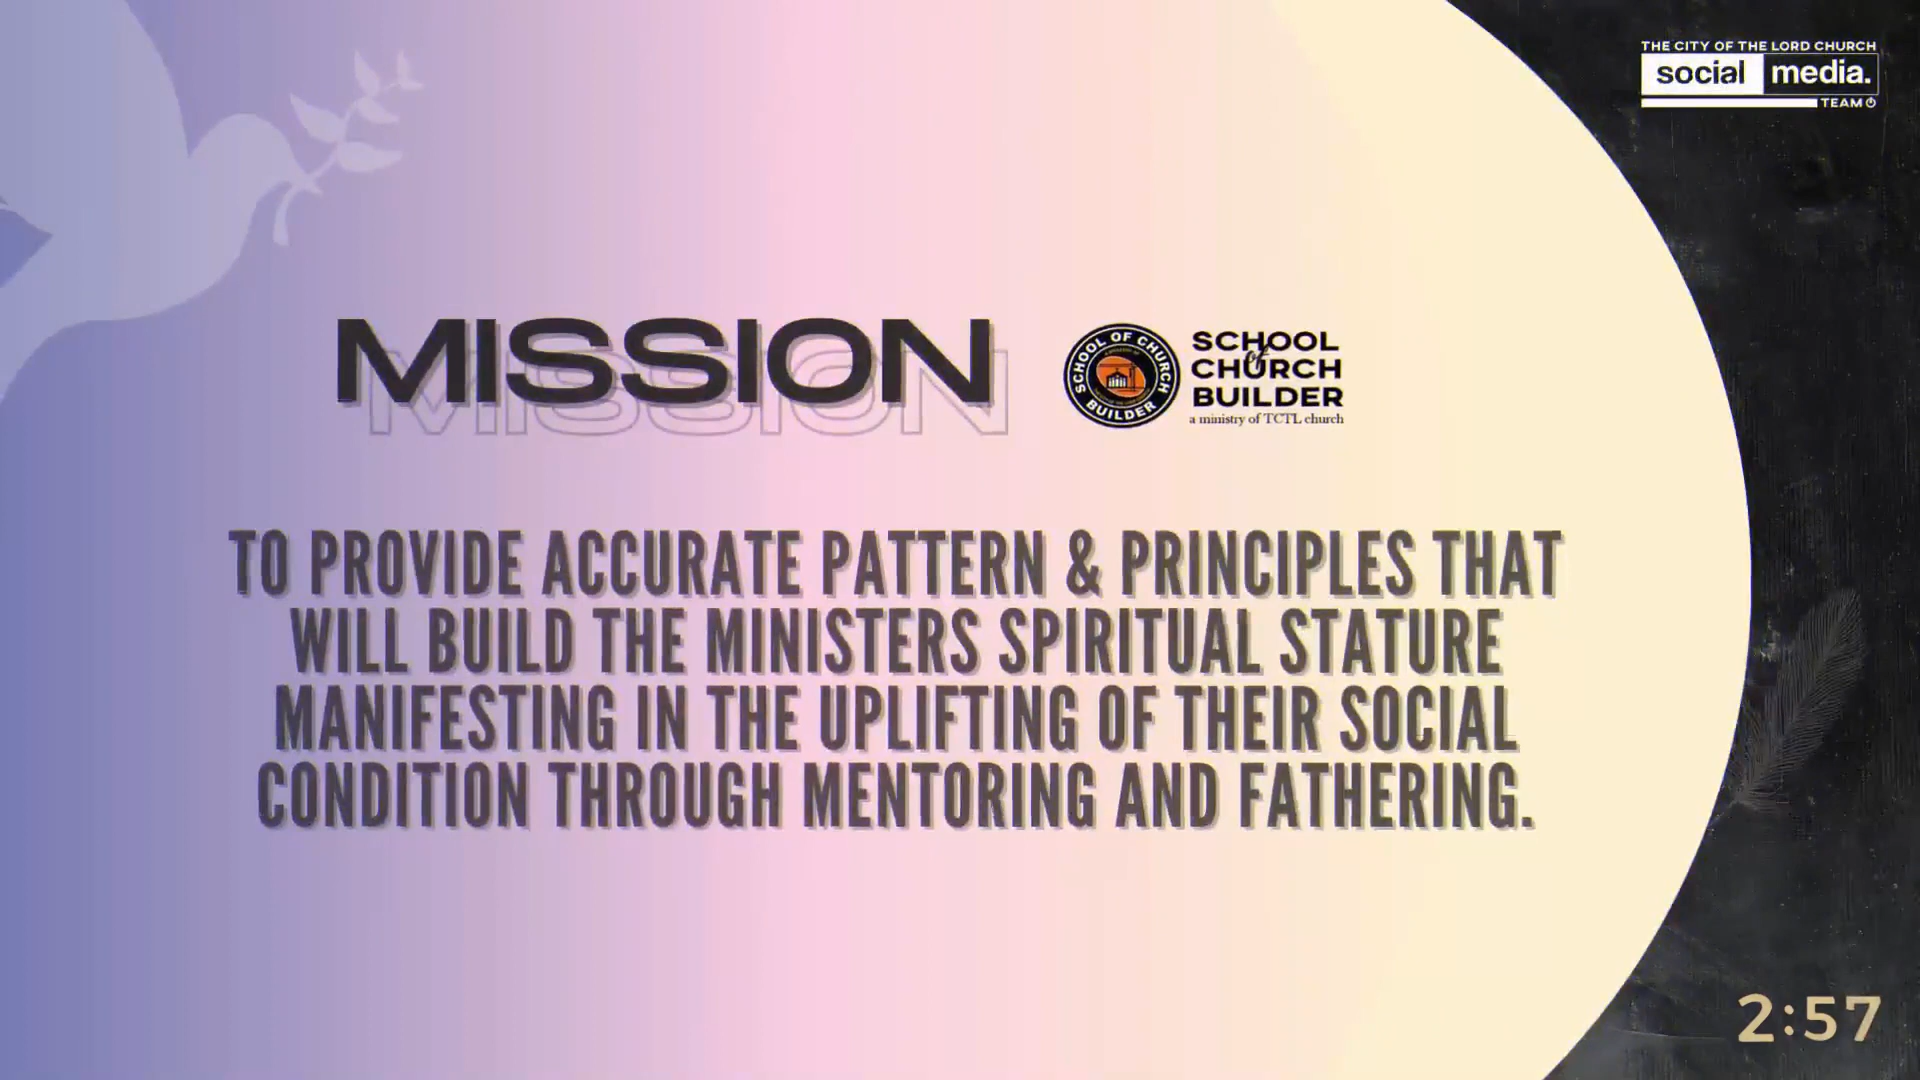 THE CITY OF THE LORD CHURCH
social media.
TEAM
MISSION
MISSION
SCHOOL OF CHURCH
BUILDER
SCHOOL
of
CHURCH
BUILDER
a ministry of TCTL church
TO PROVIDE ACCURATE PATTERN & PRINCIPLES THAT
WILL BUILD THE MINISTERS SPIRITUAL STATURE
MANIFESTING IN THE UPLIFTING OF THEIR SOCIAL
CONDITION THROUGH MENTORING AND FATHERING.
2:57